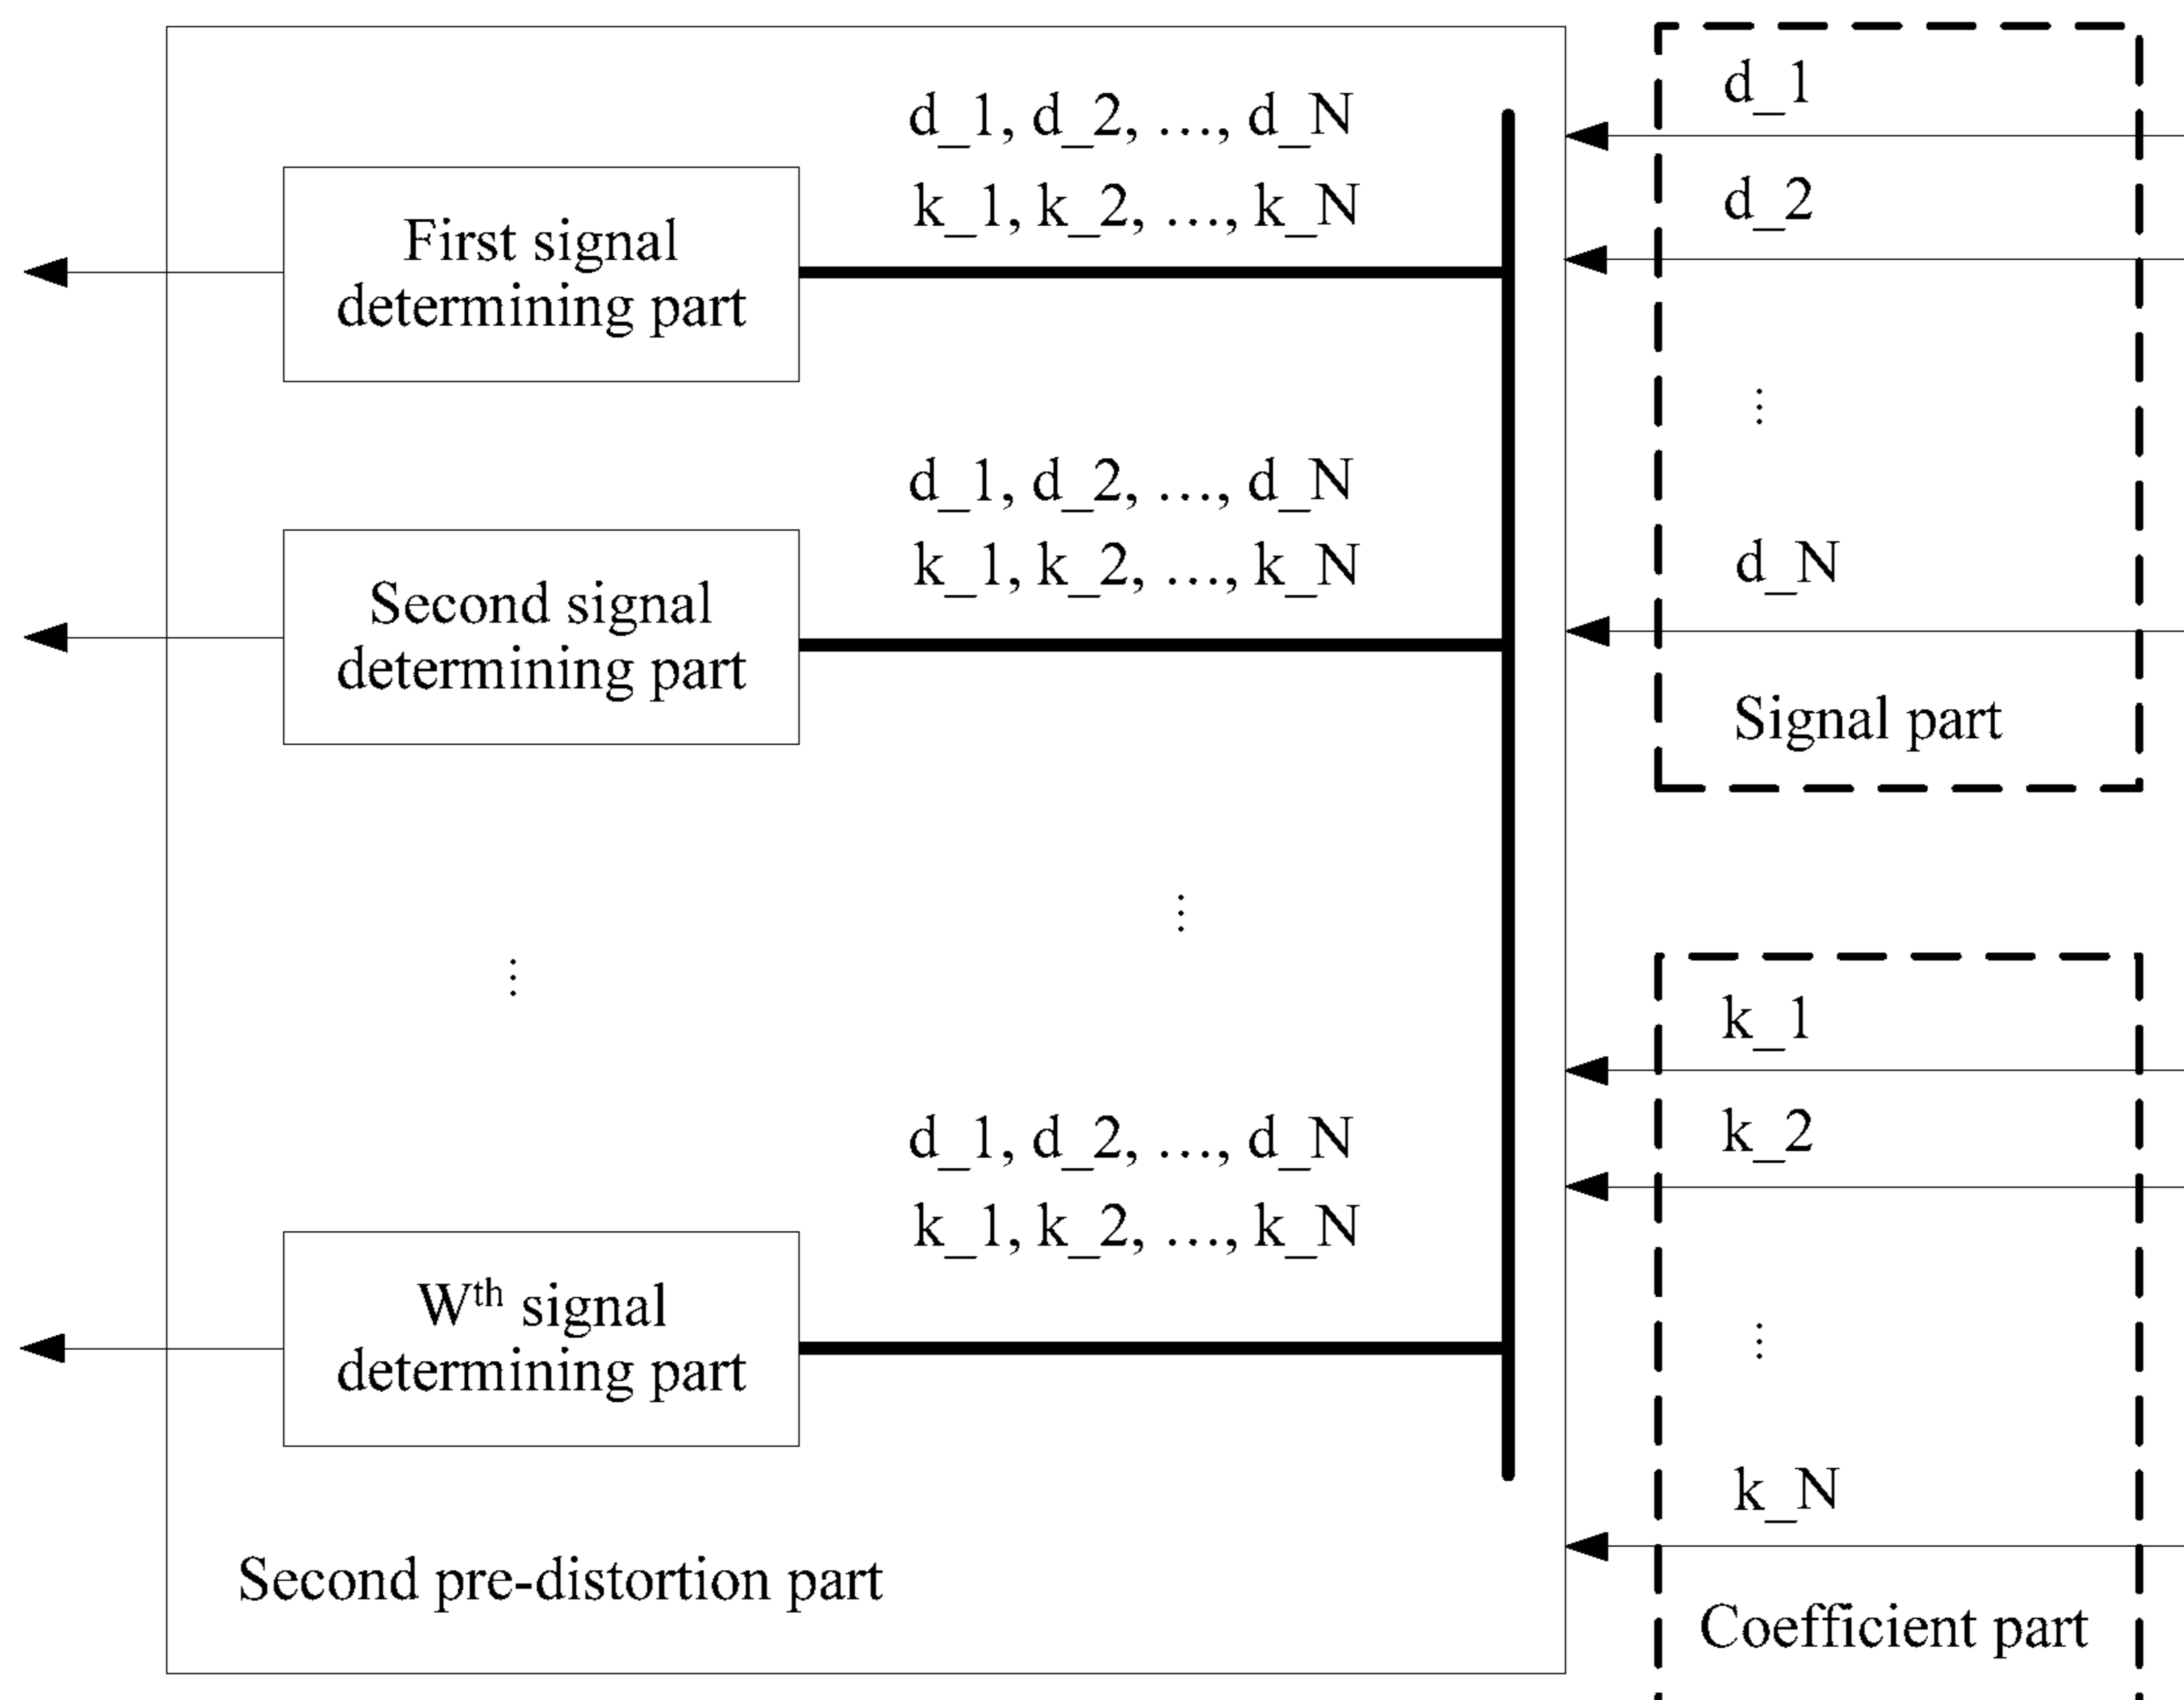 d_1, d_2, ..., d_N
k_1, k_2, ..., k_N
First signal
determining part
d_1, d_2, ..., d_N
k_1, k_2, ..., k_N
Second signal
determining part
⋮
⋮
d_1, d_2, ..., d_N
k_1, k_2, ..., k_N
Wᵗʰ signal
determining part
Second pre-distortion part
d_1
d_2
⋮
d_N
Signal part
k_1
k_2
⋮
k_N
Coefficient part